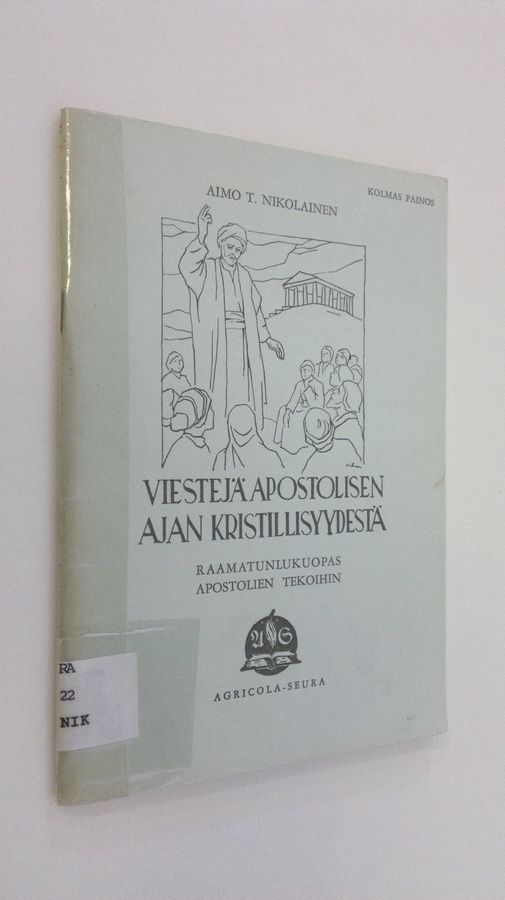 AIMO T. NIKOLAINEN
KOLMAS PAINOS
VIESTEJÄ APOSTOLISEN
AJAN KRISTILLISYYDESTÄ
RAAMATUNLUKUOPAS
APOSTOLIEN TEKOIHIN
A S
AGRICOLA-SEURA
RA
22
NIK